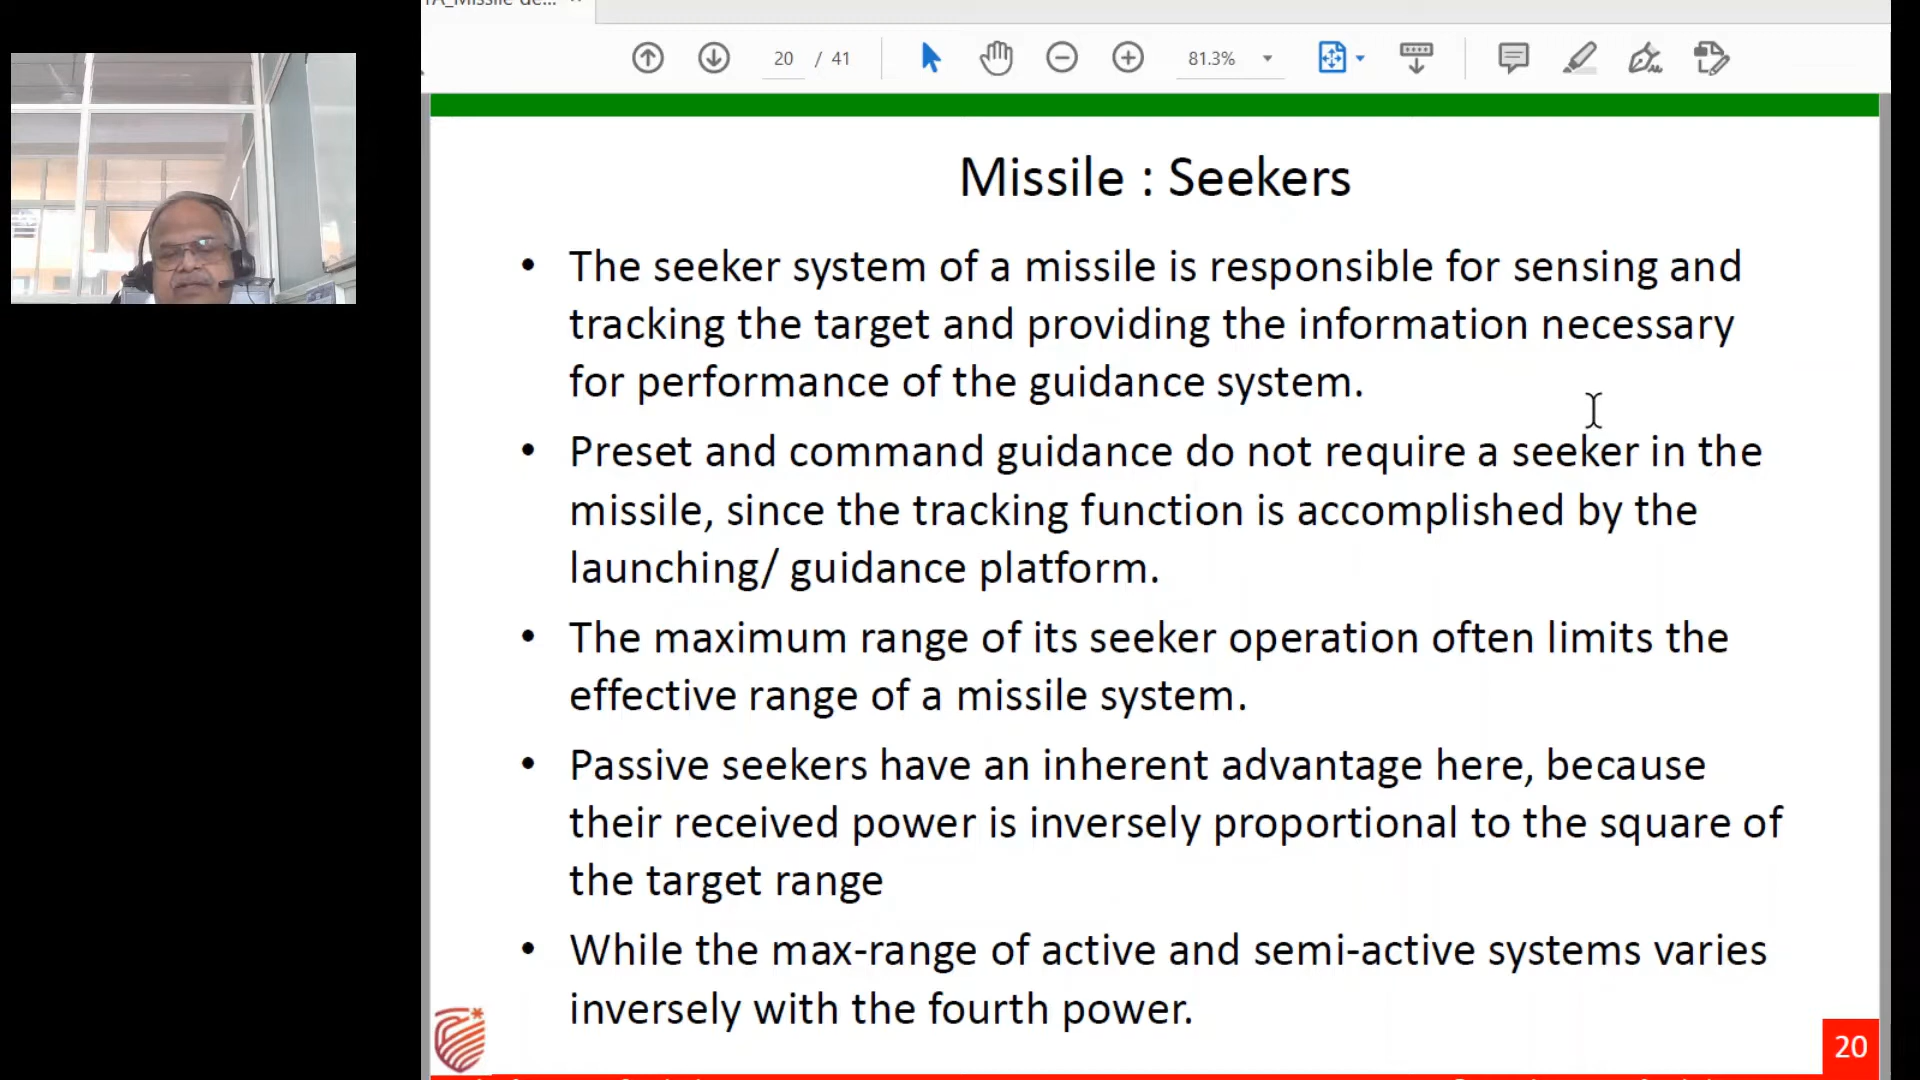 20 / 41
81.3%
Missile : Seekers
• The seeker system of a missile is responsible for sensing and
tracking the target and providing the information necessary
for performance of the guidance system.
• Preset and command guidance do not require a seeker in the
missile, since the tracking function is accomplished by the
launching/ guidance platform.
• The maximum range of its seeker operation often limits the
effective range of a missile system.
• Passive seekers have an inherent advantage here, because
their received power is inversely proportional to the square of
the target range
• While the max-range of active and semi-active systems varies
inversely with the fourth power.
20